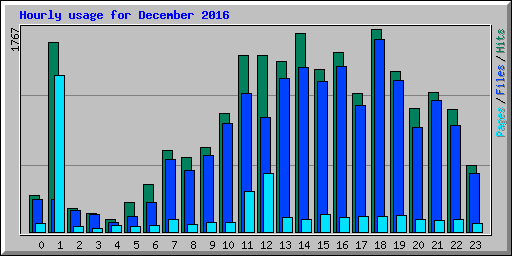 Hourly usage for December 2016
1767
Pages / Files / Hits
0 1 2 3 4 5 6 7 8 9 10 11 12 13 14 15 16 17 18 19 20 21 22 23